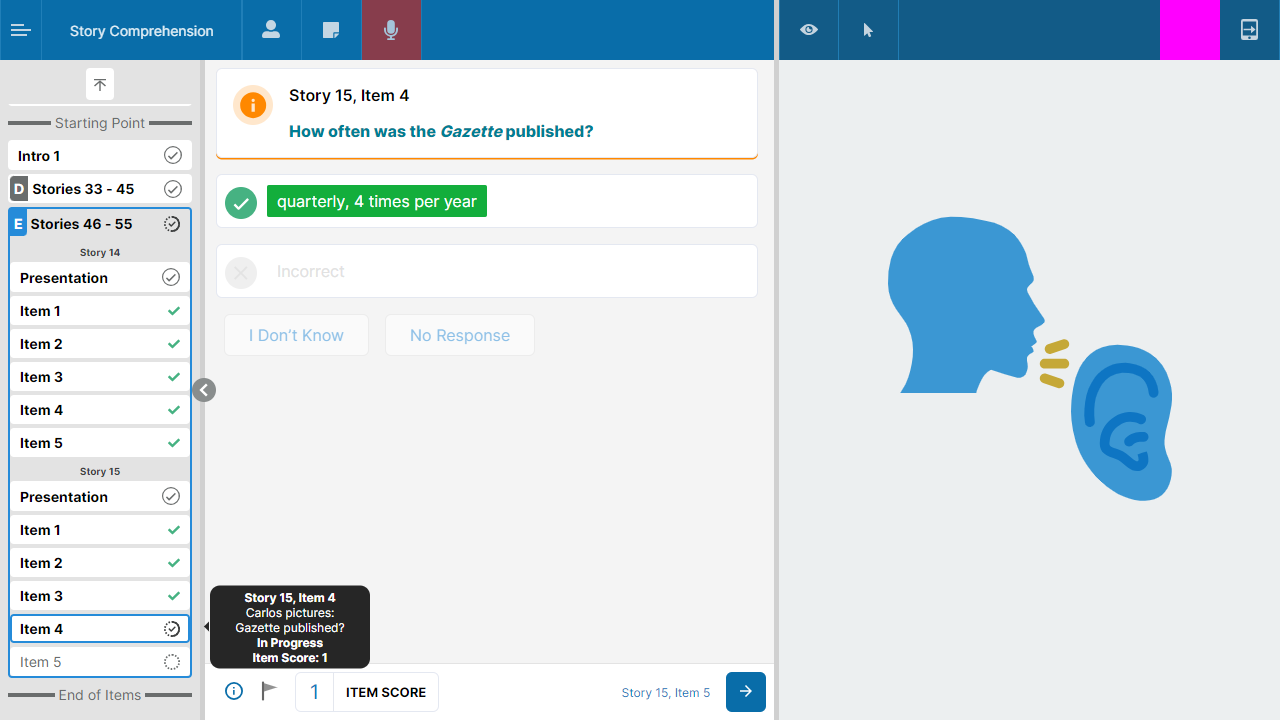 Story Comprehension
Starting Point
Intro 1
D Stories 33 - 45
E Stories 46 - 55
Story 14
Presentation
Item 1
Item 2
Item 3
Item 4
Item 5
Story 15
Presentation
Item 1
Item 2
Item 3
Item 4
Item 5
End of Items
Story 15, Item 4
How often was the Gazette published?
quarterly, 4 times per year
Incorrect
I Don't Know
No Response
Story 15, Item 4
Carlos pictures:
Gazette published?
In Progress
Item Score: 1
1 ITEM SCORE
Story 15, Item 5